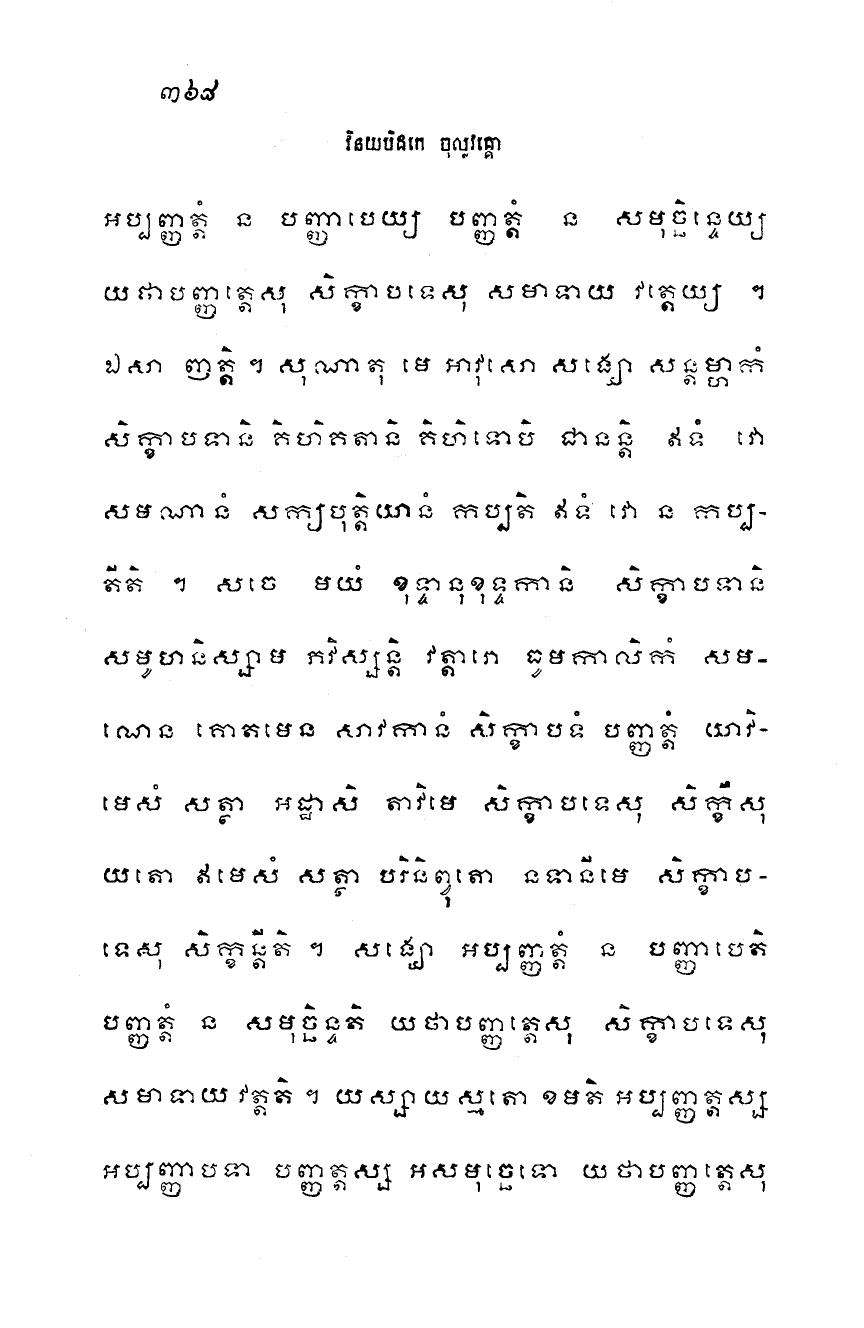 ៣៦៨
វិនយបិដកេ ចុល្លវគ្គោ
អប្បញ្ញត្តំ ន បញ្ញាបេយ្យ បញ្ញត្តំ ន សមុច្ឆិន្ទេយ្យ
យថាបញ្ញត្តេសុ សិក្ខាបទេសុ សមាទាយ វត្តេយ្យ ។
ឯសា ញត្តិ ។ សុណាតុ មេ អាវុសោ សង្ឃោ សន្តម្ហាកំ
សិក្ខាបទានិ គិហិគតានិ គិហិទោបិ ជានន្តិ ឥទំ វោ
សមណានំ សក្យបុត្តិយានំ កប្បតិ ឥទំ វោ ន កប្ប-
តីតិ ។ សចេ មយំ ខុទ្ទានុខុទ្ទកានិ សិក្ខាបទានិ
សមូហនិស្សាម ភវិស្សន្តិ វត្តារោ ធូមកាលិកំ សម-
ណេន គោតមេន សាវកានំ សិក្ខាបទំ បញ្ញត្តំ យាវិ-
មេសំ សត្ថា អដ្ឋាសិ តាវិមេ សិក្ខាបទេសុ សិក្ខឹសុ
យតោ ឥមេសំ សត្ថា បរិនិព្វុតោ នទានីមេ សិក្ខាប-
ទេសុ សិក្ខន្តីតិ ។ សង្ឃោ អប្បញ្ញត្តំ ន បញ្ញាបេតិ
បញ្ញត្តំ ន សមុច្ឆិន្ទតិ យថាបញ្ញត្តេសុ សិក្ខាបទេសុ
សមាទាយ វត្តតិ ។ យស្សាយស្មតោ ខមតិ អប្បញ្ញត្តស្ស
អប្បញ្ញាបនា បញ្ញត្តស្ស អសមុច្ឆេទោ យថាបញ្ញត្តេសុ